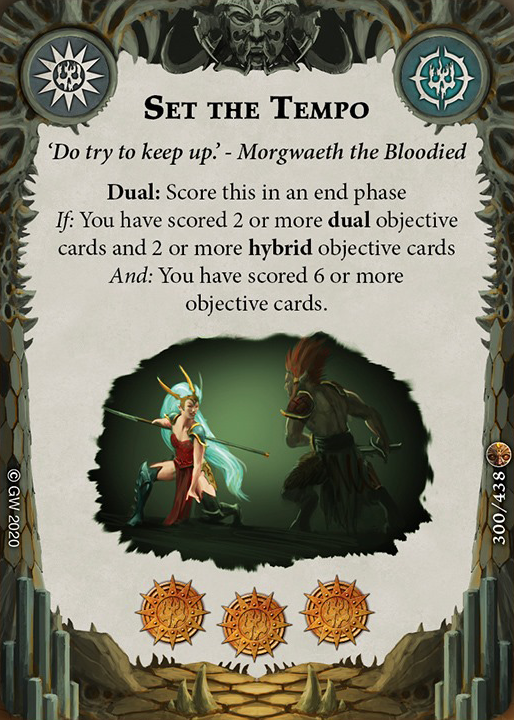 SET THE TEMPO
'Do try to keep up.' - Morgwaeth the Bloodied
Dual: Score this in an end phase
If: You have scored 2 or more dual objective
cards and 2 or more hybrid objective cards
And: You have scored 6 or more
objective cards.
© GW 2020
300/438